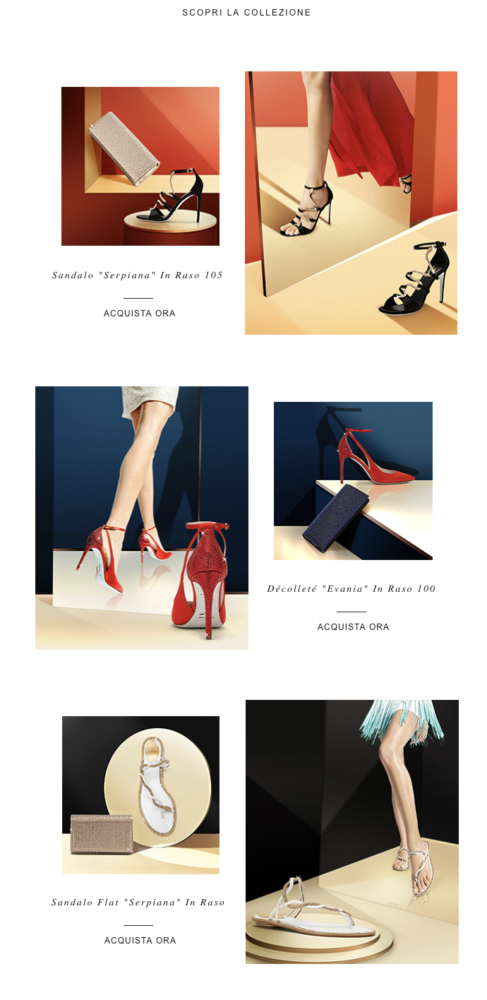 SCOPRI LA COLLEZIONE
Sandalo "Serpiana" In Raso 105
ACQUISTA ORA
Décolleté "Evania" In Raso 100
ACQUISTA ORA
Sandalo Flat "Serpiana" In Raso
ACQUISTA ORA